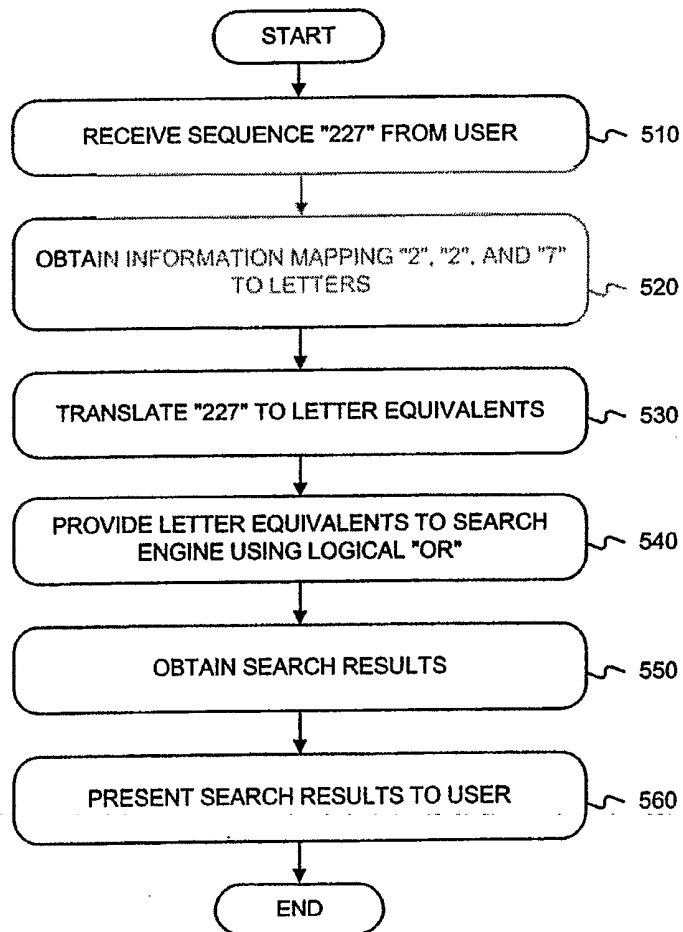 START
RECEIVE SEQUENCE "227" FROM USER
510
OBTAIN INFORMATION MAPPING "2", "2", AND "7"
TO LETTERS
520
TRANSLATE "227" TO LETTER EQUIVALENTS
530
PROVIDE LETTER EQUIVALENTS TO SEARCH
ENGINE USING LOGICAL "OR"
540
OBTAIN SEARCH RESULTS
550
PRESENT SEARCH RESULTS TO USER
560
END